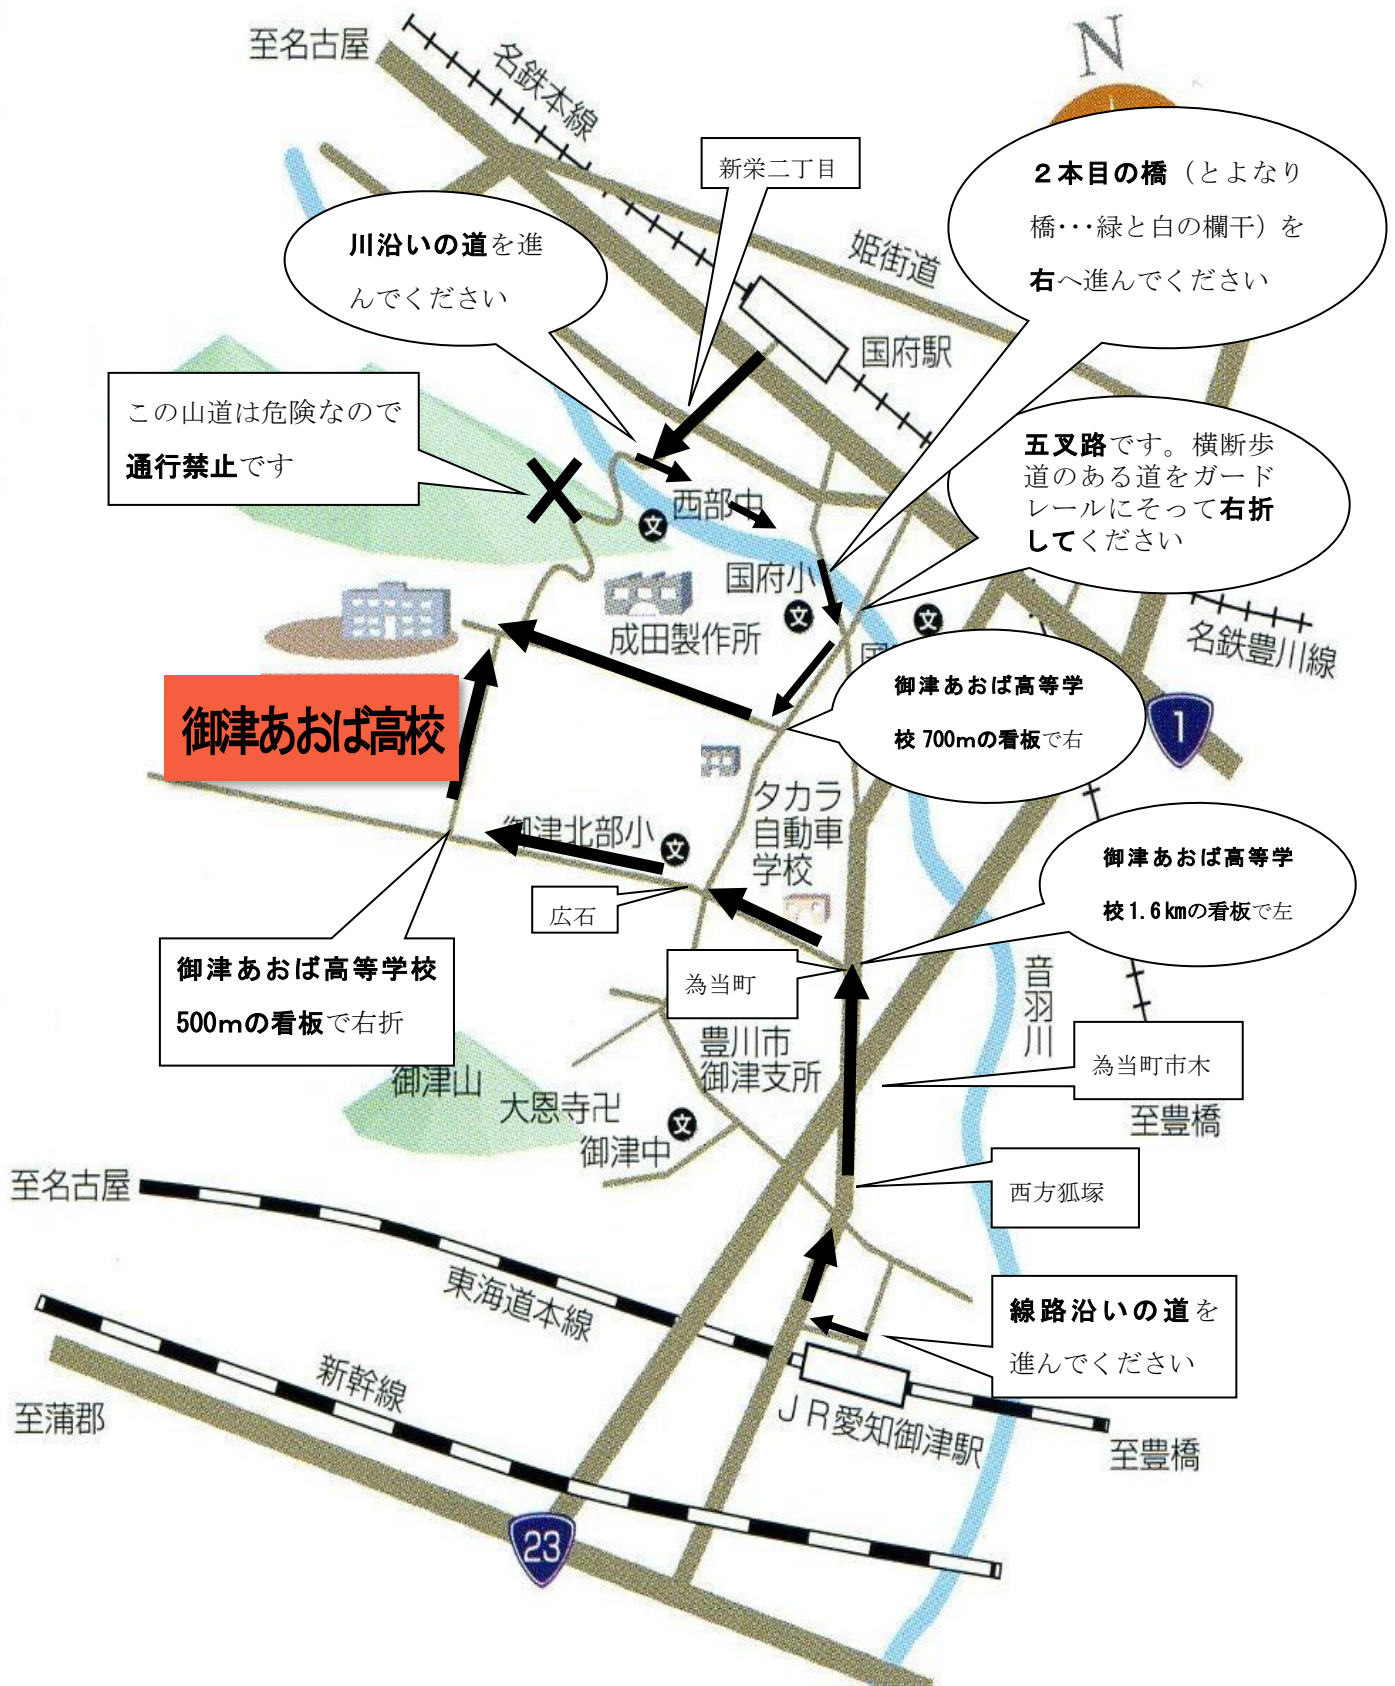 N
至名古屋
名鉄本線
新栄二丁目
２本目の橋（とよなり
橋・・・緑と白の欄干）を
右へ進んでください
川沿いの道を進
んでください
姫街道
国府駅
この山道は危険なので
通行禁止です
五叉路です。横断歩
道のある道をガード
レールにそって右折
してください
西部中
文
国府小
文
文
成田製作所
国
名鉄豊川線
御津あおば高等学
校 700mの看板で右
1
御津あおば高校
タカラ
自動車
学校
御津北部小
文
御津あおば高等学
校1.6kmの看板で左
広石
為当町
御津あおば高等学校
500mの看板で右折
音羽川
豊川市
御津支所
為当町市木
御津山
大恩寺卍
文
御津中
至豊橋
至名古屋
西方狐塚
東海道本線
線路沿いの道を
進んでください
新幹線
至蒲郡
ＪＲ愛知御津駅
至豊橋
23